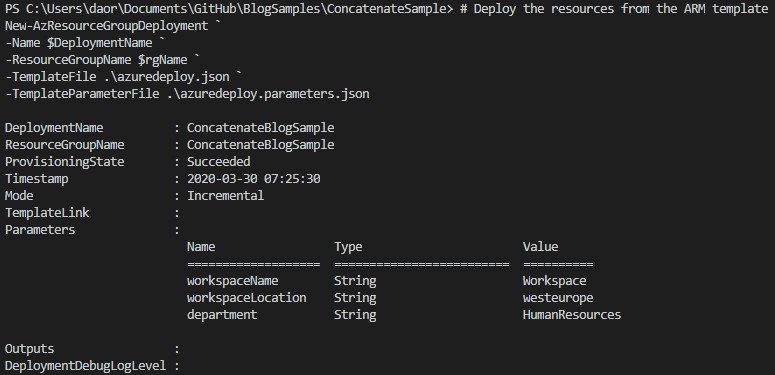 PS C:\Users\daor\Documents\GitHub\BlogSamples\ConcatenateSample> # Deploy the resources from the ARM template
New-AzResourceGroupDeployment `
-Name $DeploymentName `
-ResourceGroupName $rgName `
-TemplateFile .\azuredeploy.json `
-TemplateParameterFile .\azuredeploy.parameters.json
DeploymentName : ConcatenateBlogSample
ResourceGroupName : ConcatenateBlogSample
ProvisioningState : Succeeded
Timestamp : 2020-03-30 07:25:30
Mode : Incremental
TemplateLink :
Parameters :
Name Type Value
=================== ========================= ==========
workspaceName String Workspace
workspaceLocation String westeurope
department String HumanResources
Outputs :
DeploymentDebugLogLevel :